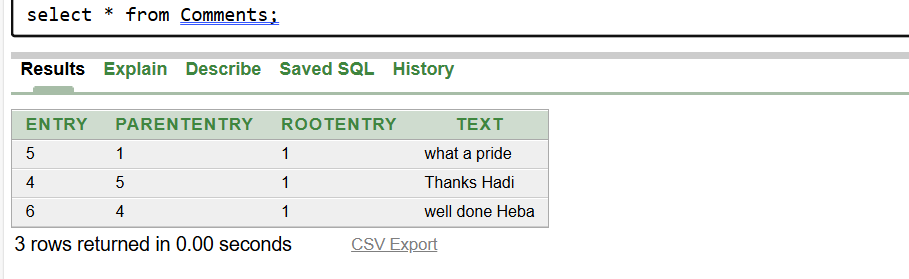 select * from Comments;
Results Explain Describe Saved SQL History
ENTRY PARENTENTRY ROOTENTRY TEXT
5 1 1 what a pride
4 5 1 Thanks Hadi
6 4 1 well done Heba
3 rows returned in 0.00 seconds CSV Export